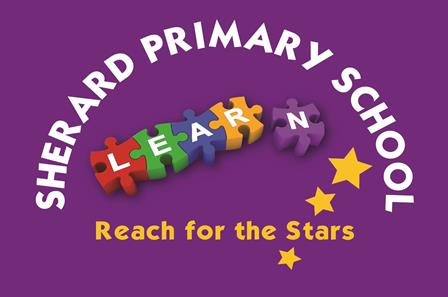 SHERARD PRIMARY SCHOOL
LEARN
Reach for the Stars